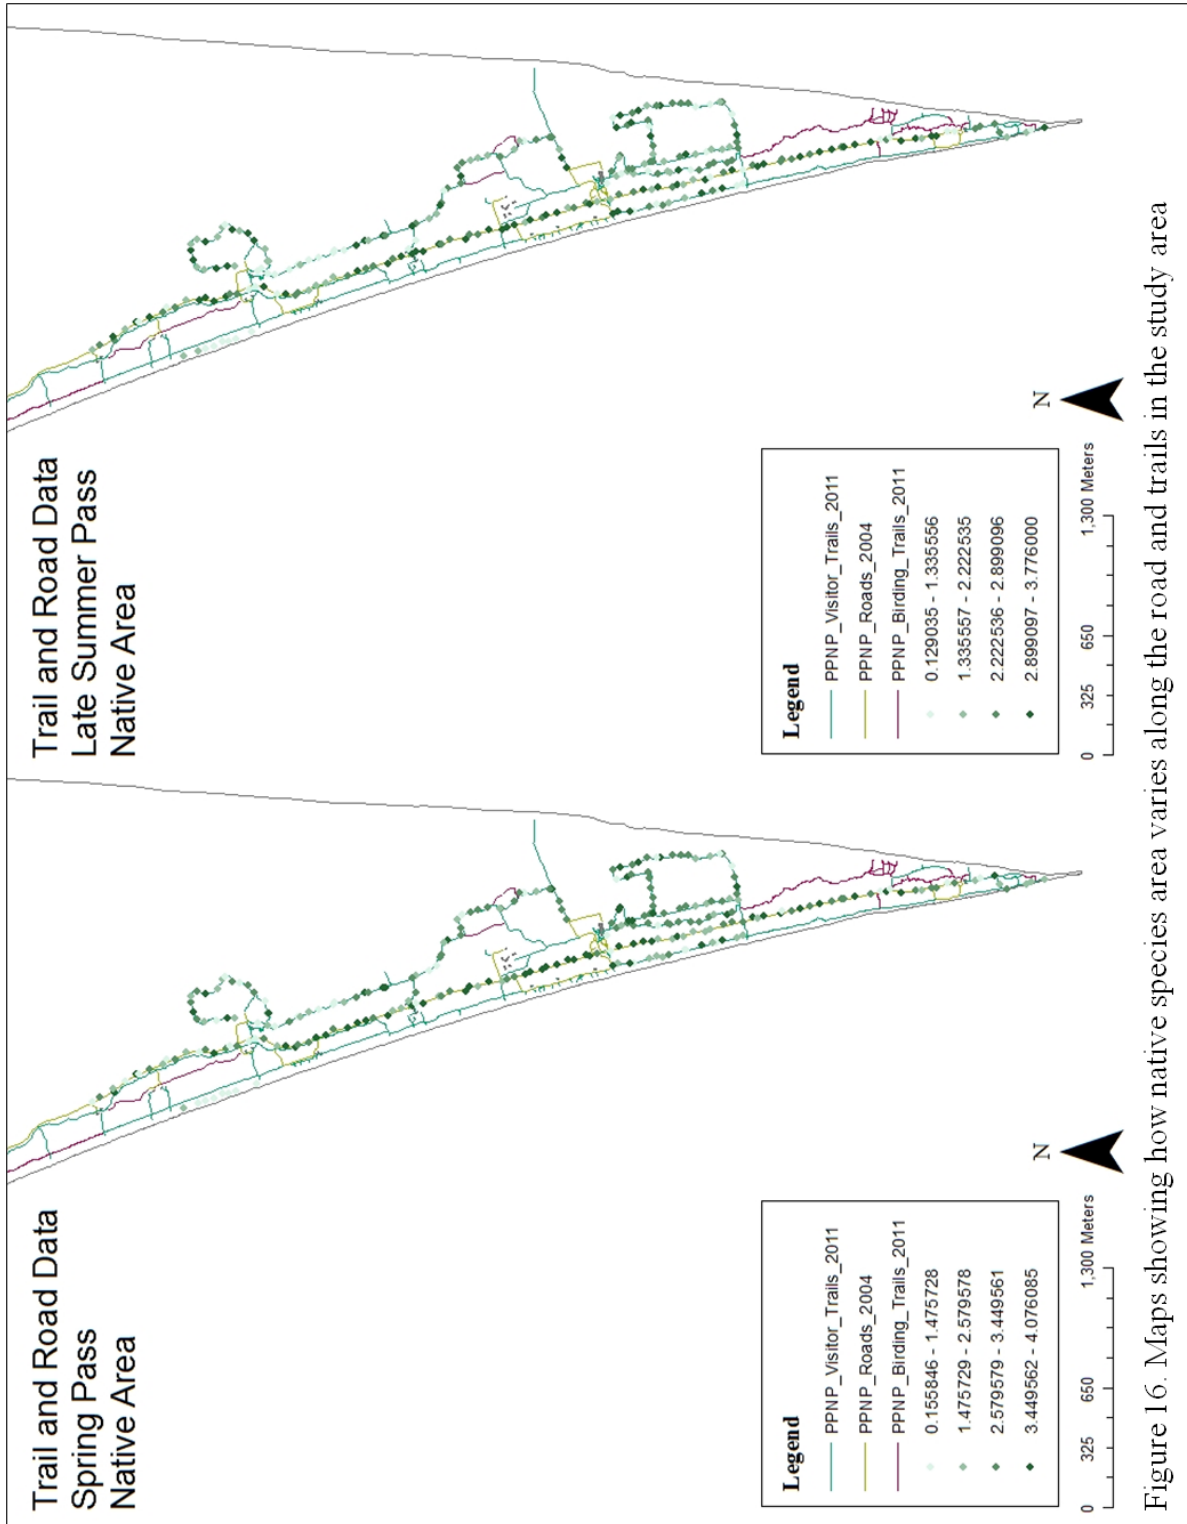 Trail and Road Data
Spring Pass
Native Area
Legend
PPNP_Visitor_Trails_2011
PPNP_Roads_2004
PPNP_Birding_Trails_2011
0.155846 - 1.475728
1.475729 - 2.579578
2.579579 - 3.449561
3.449562 - 4.076085
0 325 650 1,300 Meters
N
Trail and Road Data
Late Summer Pass
Native Area
Legend
PPNP_Visitor_Trails_2011
PPNP_Roads_2004
PPNP_Birding_Trails_2011
0.129035 - 1.335556
1.335557 - 2.222535
2.222536 - 2.899096
2.899097 - 3.776000
0 325 650 1,300 Meters
N
Figure 16. Maps showing how native species area varies along the road and trails in the study area